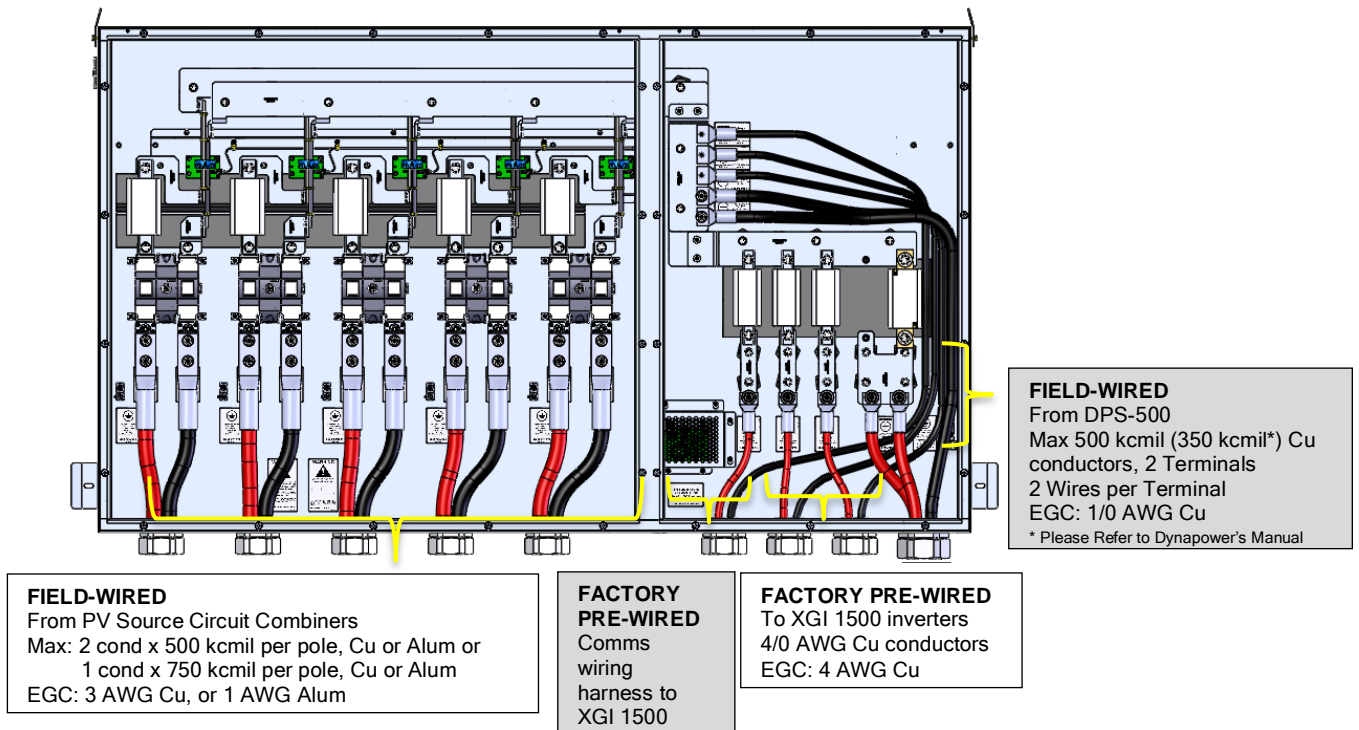 FIELD-WIRED
From DPS-500
Max 500 kcmil (350 kcmil*) Cu
conductors, 2 Terminals
2 Wires per Terminal
EGC: 1/0 AWG Cu
* Please Refer to Dynapower's Manual
FIELD-WIRED
From PV Source Circuit Combiners
Max: 2 cond x 500 kcmil per pole, Cu or Alum or
1 cond x 750 kcmil per pole, Cu or Alum
EGC: 3 AWG Cu, or 1 AWG Alum
FACTORY
PRE-WIRED
Comms
wiring
harness to
XGI 1500
FACTORY PRE-WIRED
To XGI 1500 inverters
4/0 AWG Cu conductors
EGC: 4 AWG Cu